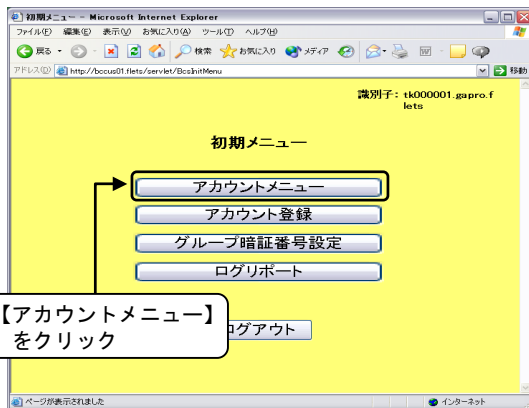 初期メニュー - Microsoft Internet Explorer
ファイル(F) 編集(E) 表示(V) お気に入り(A) ツール(T) ヘルプ(H)
戻る 検索 お気に入り メディア
アドレス(D) http://bccus01.flets/servlet/BcsInitMenu 移動
識別子: tk000001.gapro.f
lets
初期メニュー
アカウントメニュー
アカウント登録
グループ暗証番号設定
ログリポート
【アカウントメニュー】
をクリック
ログアウト
ページが表示されました インターネット